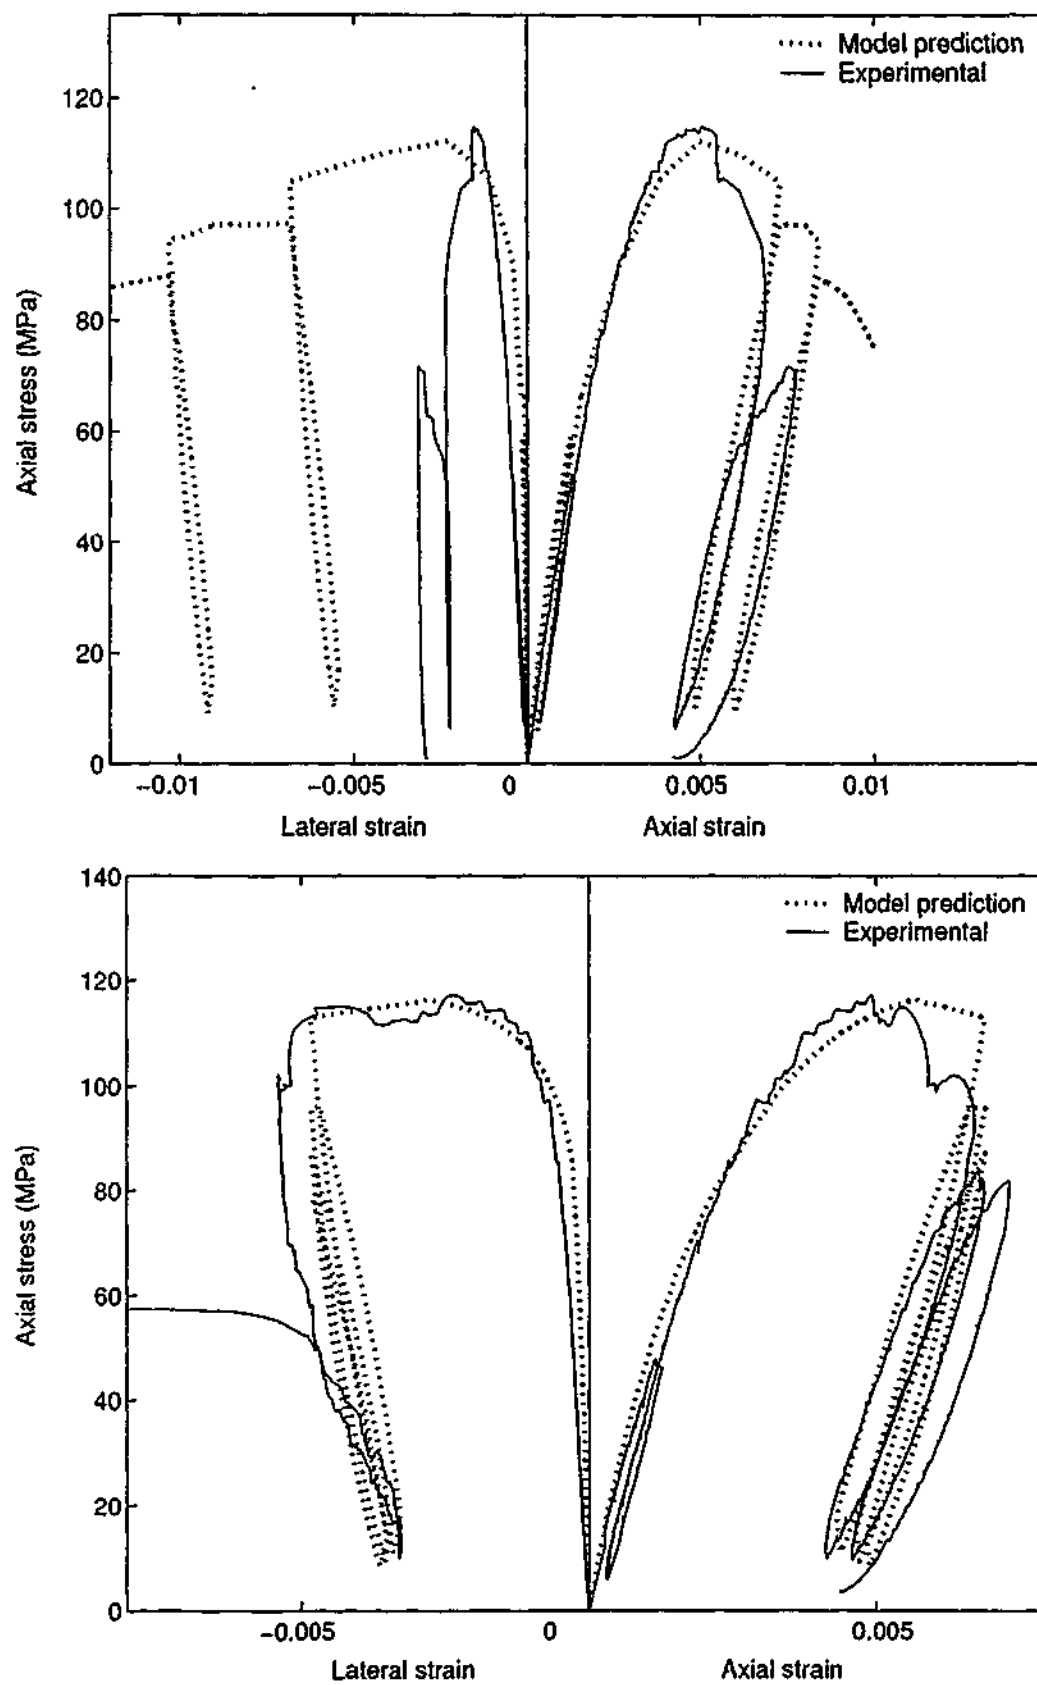 Model prediction
Experimental
120
100
80
60
40
20
0
Axial stress (MPa)
−0.01 −0.005 0 0.005 0.01
Lateral strain Axial strain
140
Model prediction
Experimental
120
100
80
60
40
20
0
Axial stress (MPa)
−0.005 0 0.005
Lateral strain Axial strain